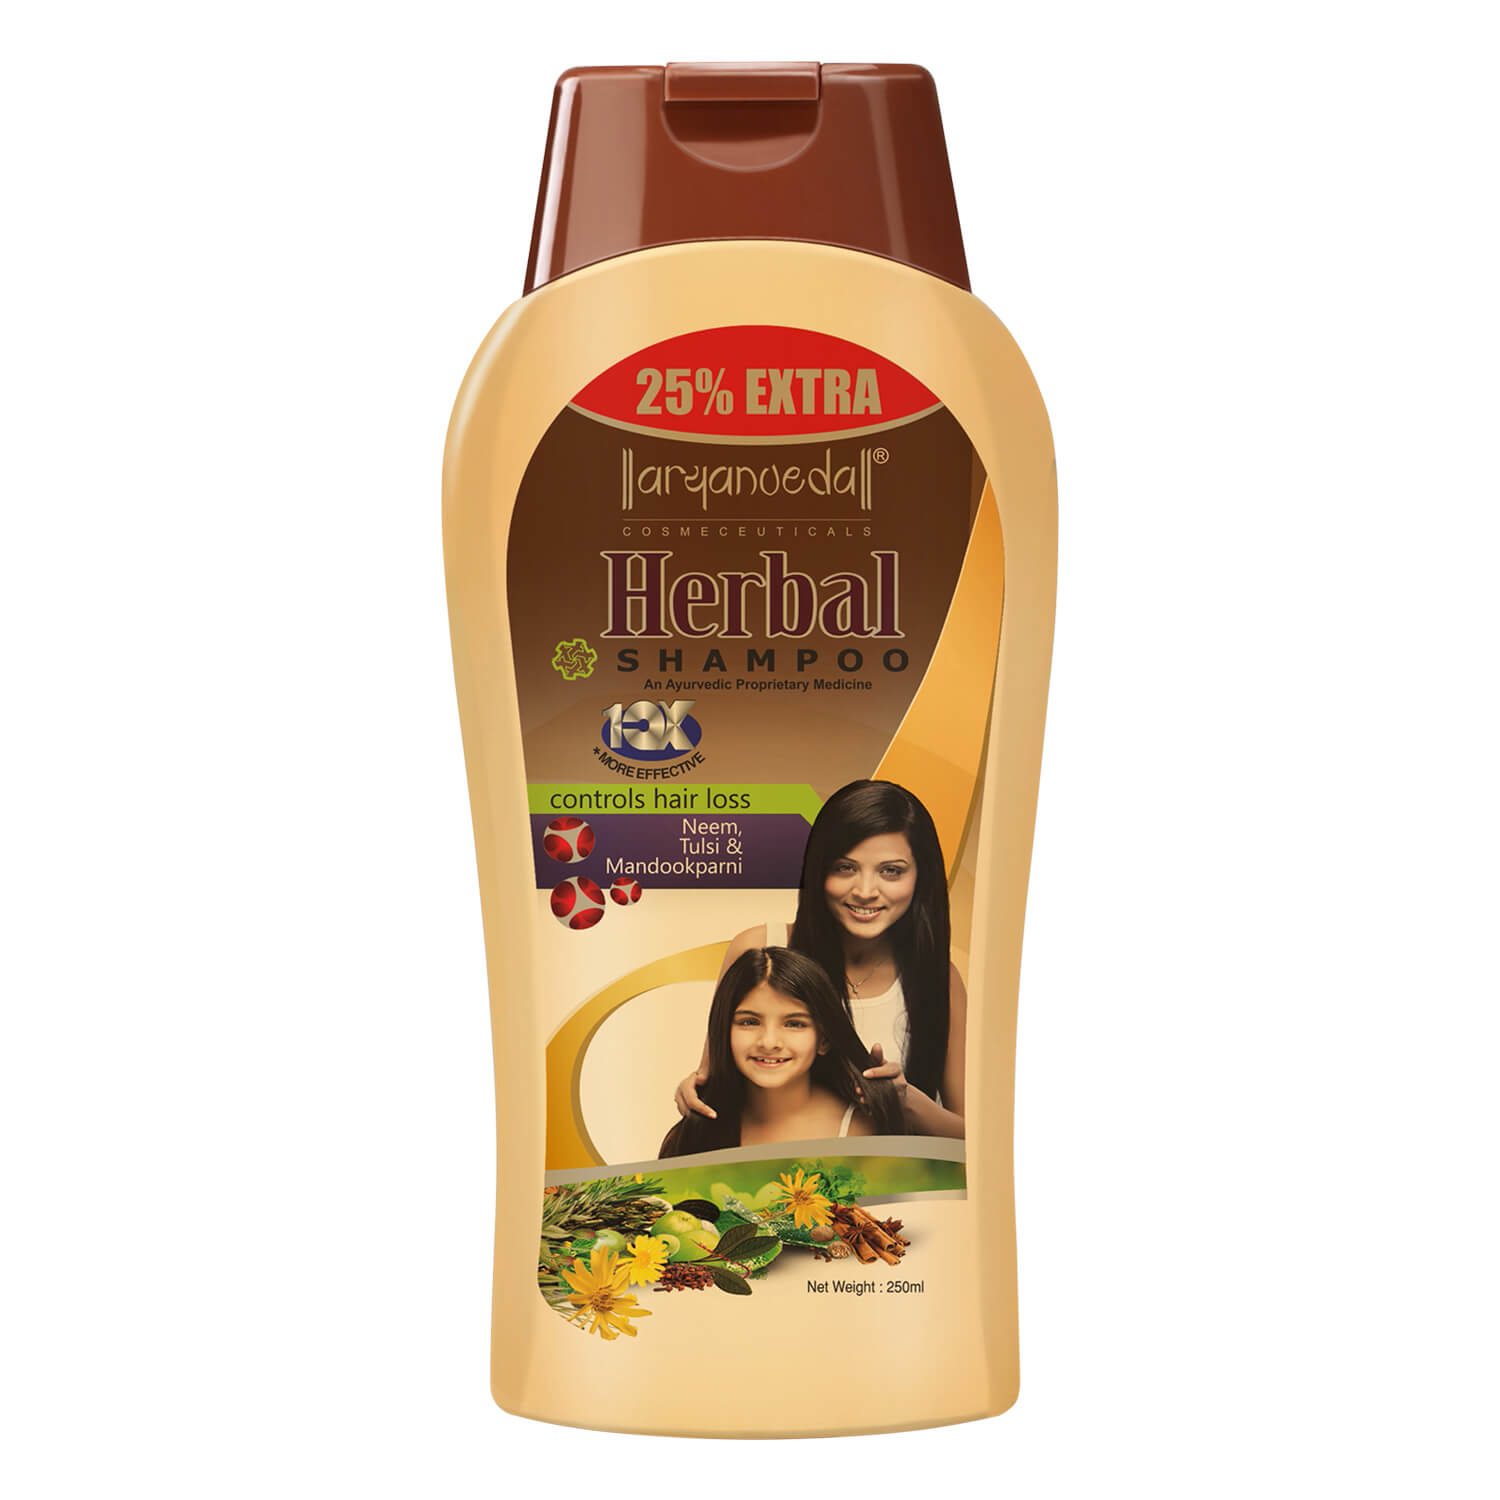 25% EXTRA
||aryanveda||®
COSMECEUTICALS
Herbal
SHAMPOO
An Ayurvedic Proprietary Medicine
10X
*MORE EFFECTIVE
controls hair loss
Neem,
Tulsi &
Mandookparni
Net Weight : 250ml